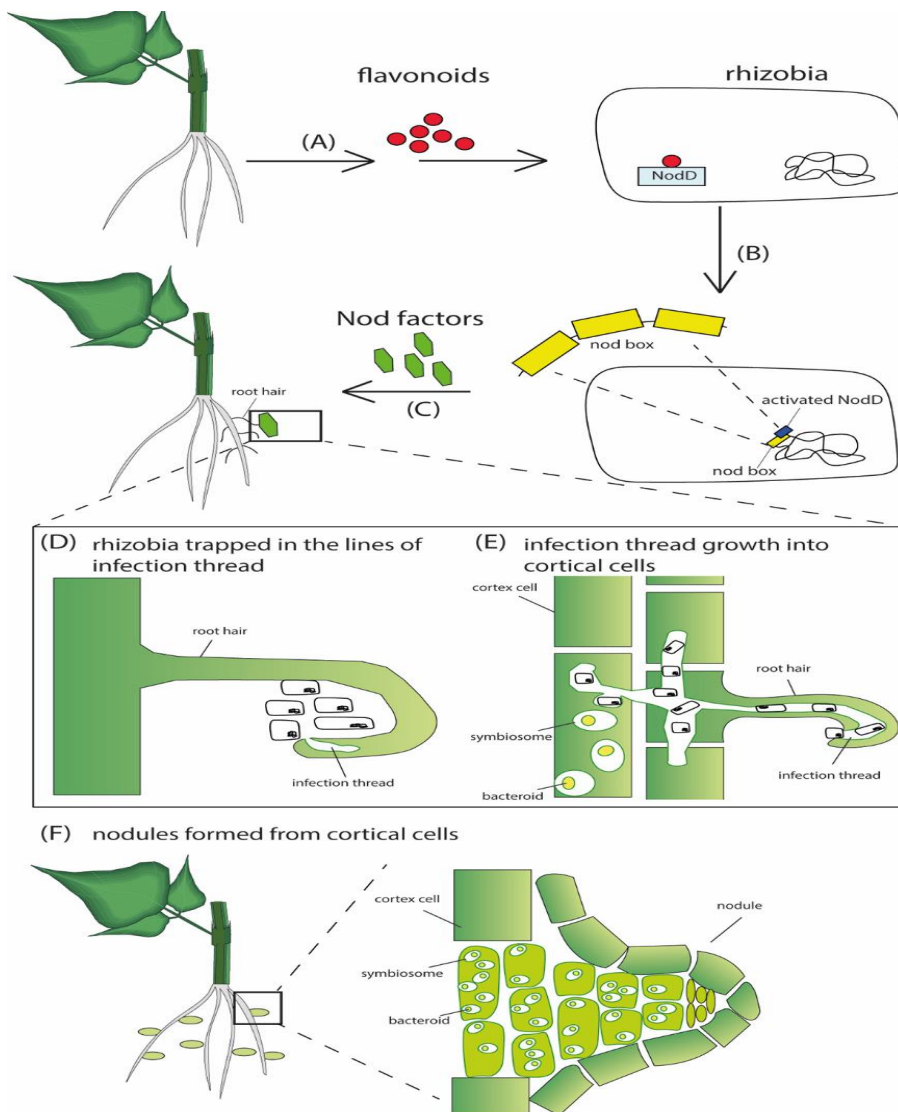 flavonoids
rhizobia
(A)
NodD
(B)
Nod factors
nod box
root hair
(C)
activated NodD
nod box
(D) rhizobia trapped in the lines of
infection thread
root hair
infection thread
(E) infection thread growth into
cortical cells
cortex cell
root hair
symbiosome
infection thread
bacteroid
(F) nodules formed from cortical cells
cortex cell
nodule
symbiosome
bacteroid